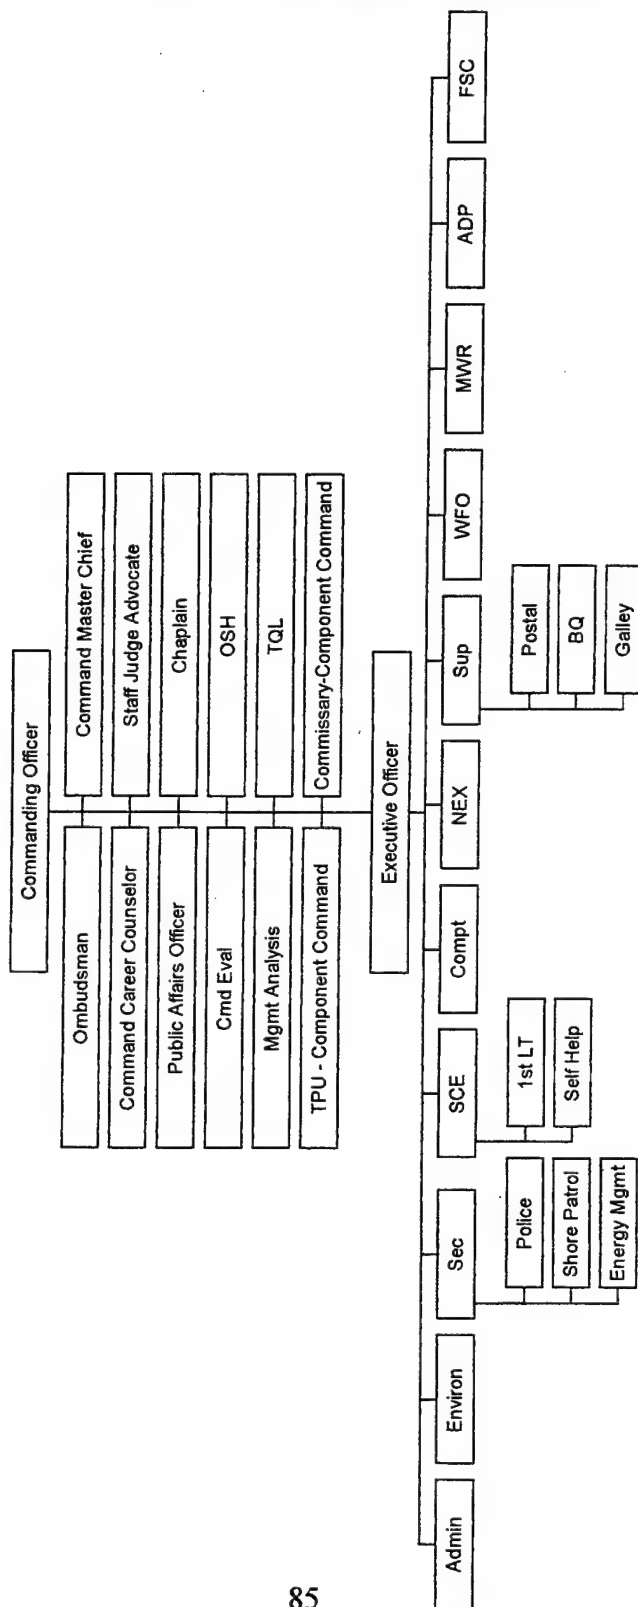 Commanding Officer
Ombudsman
Command Master Chief
Command Career Counselor
Staff Judge Advocate
Public Affairs Officer
Chaplain
Cmd Eval
OSH
Mgmt Analysis
TQL
TPU - Component Command
Commissary-Component Command
Executive Officer
Admin
Environ
Sec
SCE
Compt
NEX
Sup
WFO
MWR
ADP
FSC
Police
Shore Patrol
Energy Mgmt
1st LT
Self Help
Postal
BQ
Galley
85